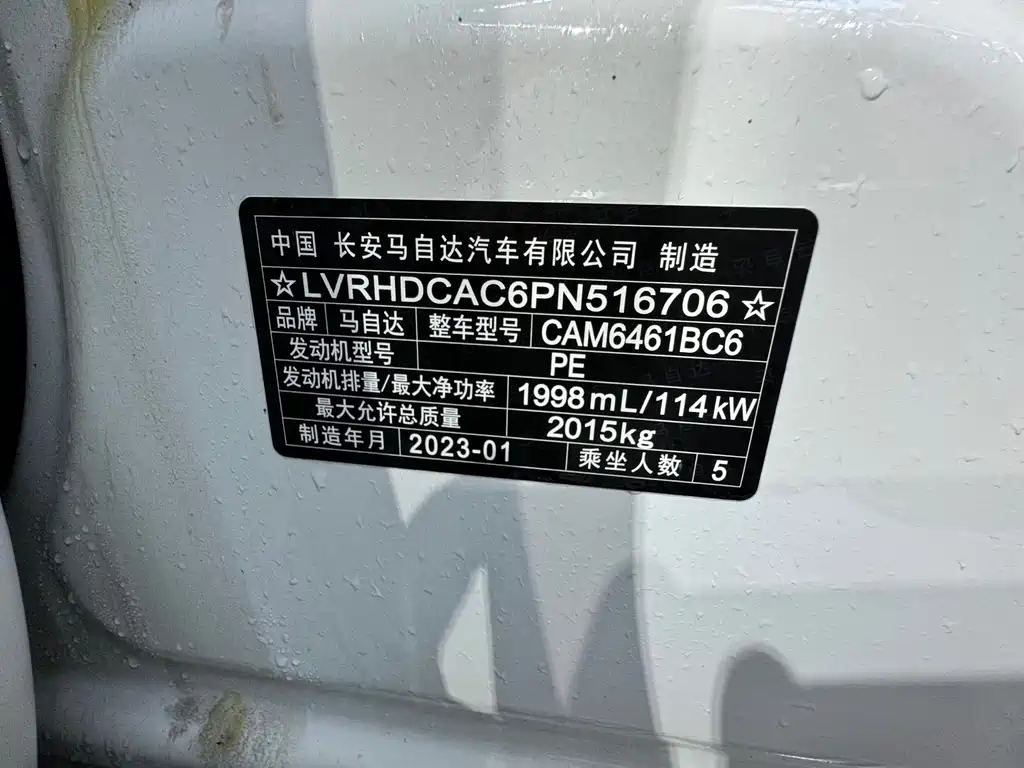 中国 长安马自达汽车有限公司 制造
☆LVRHDCAC6PN516706☆
品牌 马自达 整车型号 CAM6461BC6
发动机型号 PE
发动机排量/最大净功率 1998mL/114kW
最大允许总质量 2015kg
制造年月 2023-01 乘坐人数 5